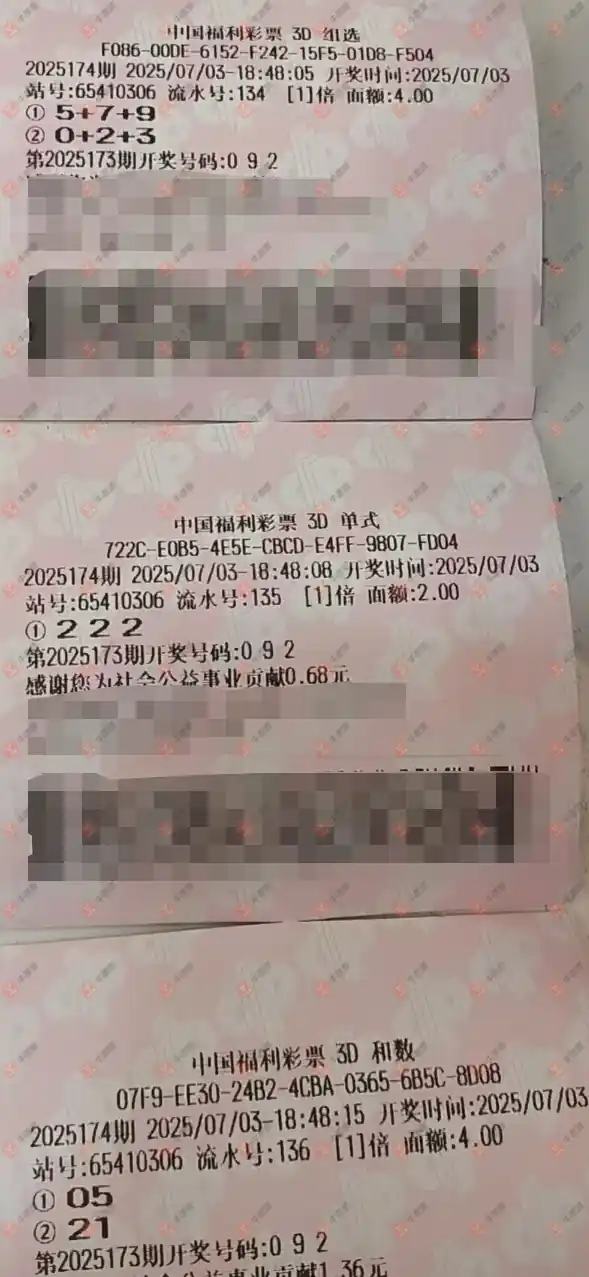 中国福利彩票 3D 组选
F086-00DE-6152-F242-15F5-01D8-F504
2025174期 2025/07/03-18:48:05 开奖时间:2025/07/03
站号:65410306 流水号:134 [1]倍 面额:4.00
① 5+7+9
② 0+2+3
第2025173期开奖号码:0 9 2
中国福利彩票 3D 单式
722C-E0B5-4E5E-CBCD-E4FF-9807-FD04
2025174期 2025/07/03-18:48:08 开奖时间:2025/07/03
站号:65410306 流水号:135 [1]倍 面额:2.00
① 2 2 2
第2025173期开奖号码:0 9 2
感谢您为社会公益事业贡献0.68元
中国福利彩票 3D 和数
07F9-EE30-24B2-4CBA-0365-6B5C-8D08
2025174期 2025/07/03-18:48:15 开奖时间:2025/07/03
站号:65410306 流水号:136 [1]倍 面额:4.00
① 05
② 21
第2025173期开奖号码:0 9 2
社会公益事业贡献1.36元